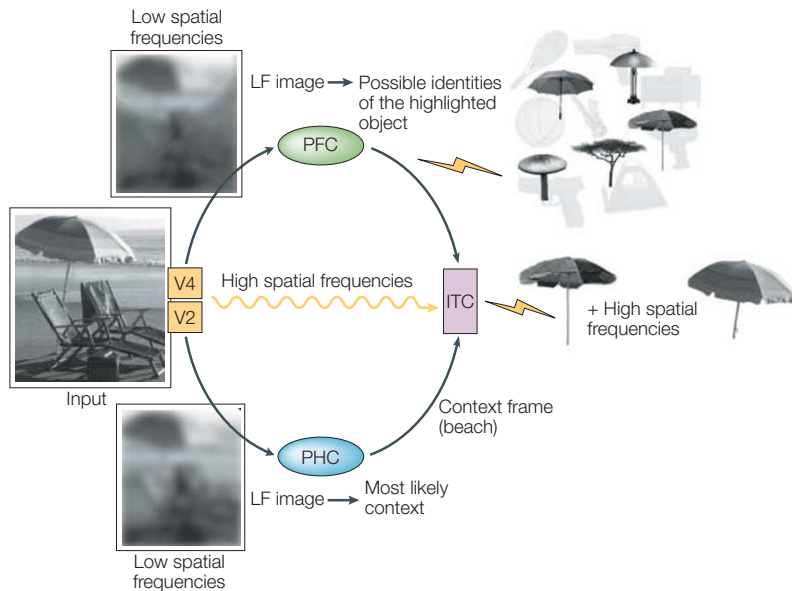 Low spatial
frequencies
LF image
Possible identities
of the highlighted
object
PFC
V4
V2
High spatial frequencies
ITC
+ High spatial
frequencies
Input
Context frame
(beach)
PHC
LF image
Most likely
context
Low spatial
frequencies